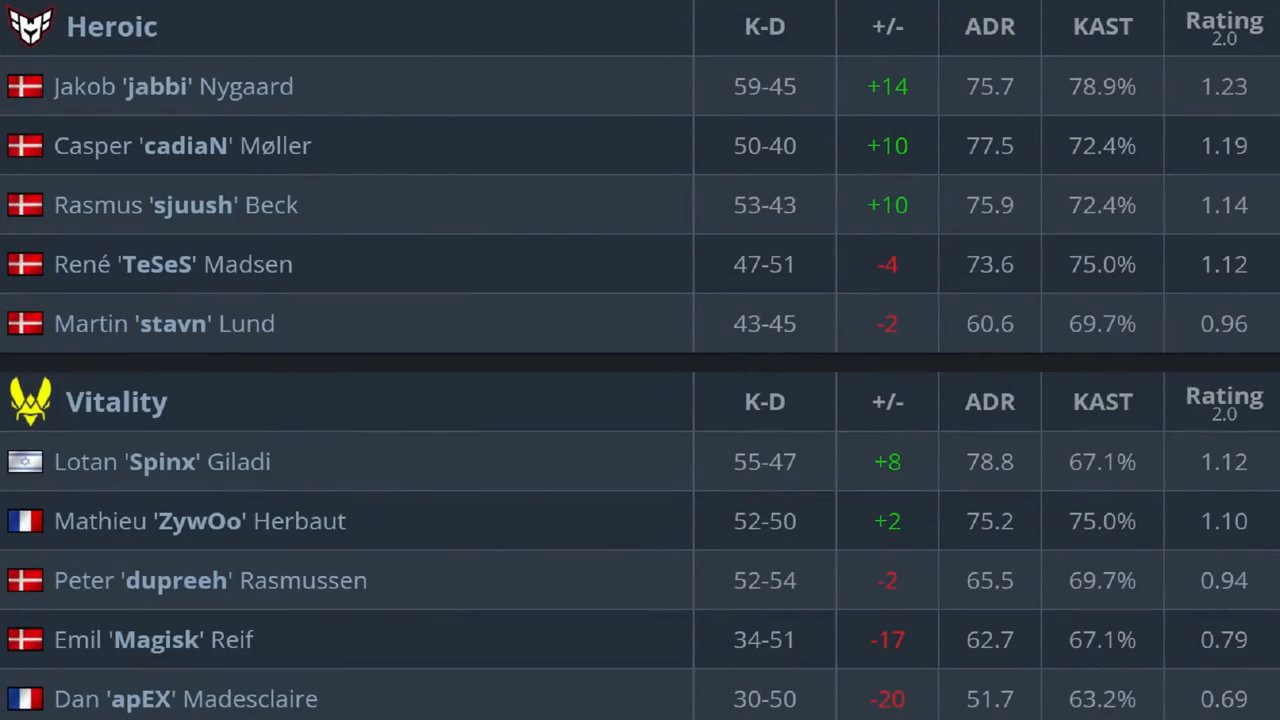 Heroic K-D +/- ADR KAST Rating 2.0
Jakob 'jabbi' Nygaard 59-45 +14 75.7 78.9% 1.23
Casper 'cadiaN' Møller 50-40 +10 77.5 72.4% 1.19
Rasmus 'sjuush' Beck 53-43 +10 75.9 72.4% 1.14
René 'TeSeS' Madsen 47-51 -4 73.6 75.0% 1.12
Martin 'stavn' Lund 43-45 -2 60.6 69.7% 0.96
Vitality K-D +/- ADR KAST Rating 2.0
Lotan 'Spinx' Giladi 55-47 +8 78.8 67.1% 1.12
Mathieu 'ZywOo' Herbaut 52-50 +2 75.2 75.0% 1.10
Peter 'dupreeh' Rasmussen 52-54 -2 65.5 69.7% 0.94
Emil 'Magisk' Reif 34-51 -17 62.7 67.1% 0.79
Dan 'apEX' Madesclaire 30-50 -20 51.7 63.2% 0.69